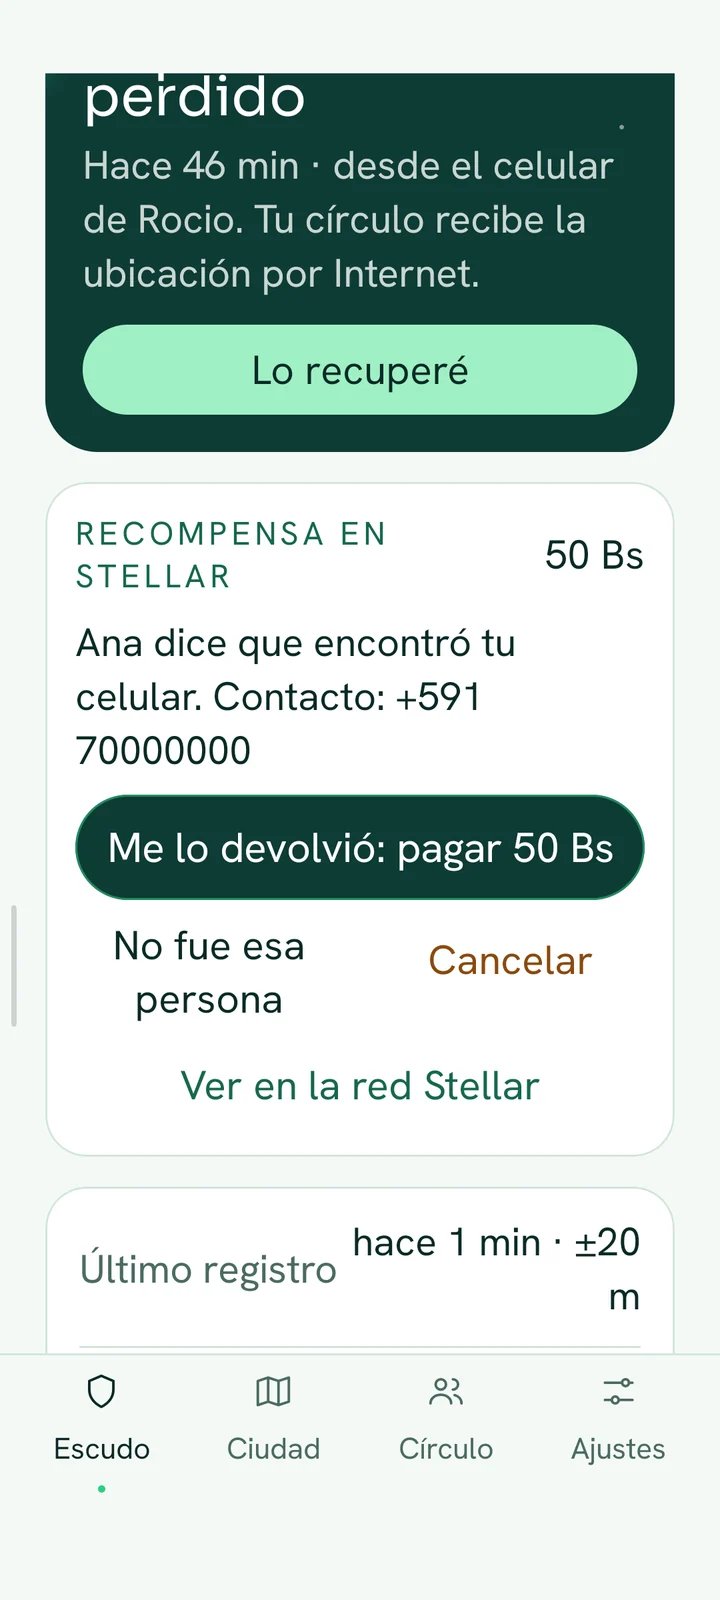 perdido
Hace 46 min · desde el celular
de Rocio. Tu círculo recibe la
ubicación por Internet.
Lo recuperé
RECOMPENSA EN
STELLAR
50 Bs
Ana dice que encontró tu
celular. Contacto: +591
70000000
Me lo devolvió: pagar 50 Bs
No fue esa
persona
Cancelar
Ver en la red Stellar
Último registro
hace 1 min · ±20
m
Escudo
Ciudad
Círculo
Ajustes